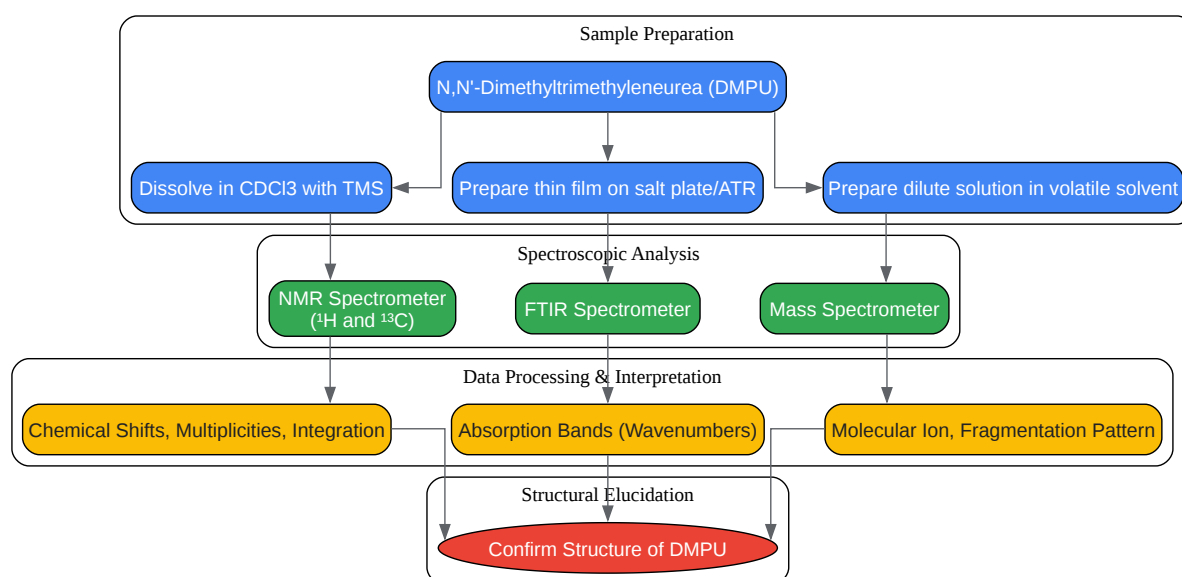 Sample Preparation
N,N'-Dimethyltrimethyleneurea (DMPU)
Dissolve in CDCl3 with TMS
Prepare thin film on salt plate/ATR
Prepare dilute solution in volatile solvent
Spectroscopic Analysis
NMR Spectrometer
(¹H and ¹³C)
FTIR Spectrometer
Mass Spectrometer
Data Processing & Interpretation
Chemical Shifts, Multiplicities, Integration
Absorption Bands (Wavenumbers)
Molecular Ion, Fragmentation Pattern
Structural Elucidation
Confirm Structure of DMPU